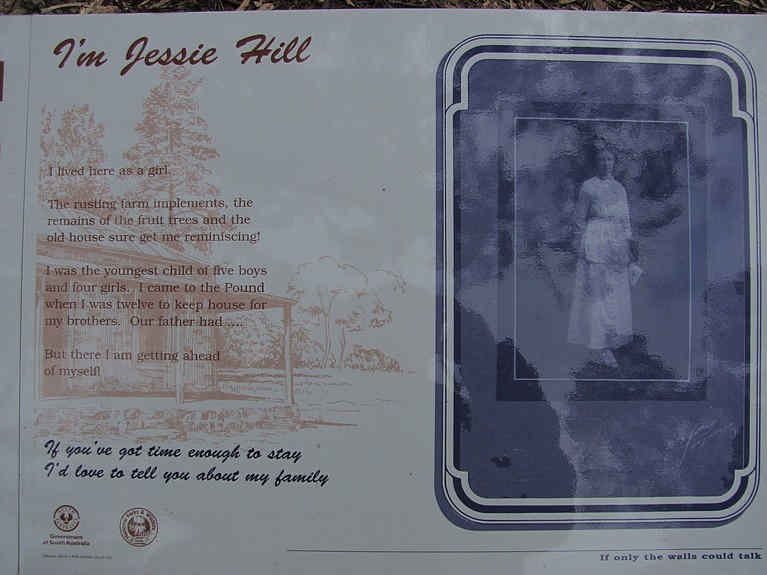 I'm Jessie Hill
I lived here as a girl.
The rusting farm implements, the
remains of the fruit trees and the
old house sure get me reminiscing!
I was the youngest child of five boys
and four girls. I came to the Pound
when I was twelve to keep house for
my brothers. Our father had .....
But there I am getting ahead
of myself!
If you've got time enough to stay
I'd love to tell you about my family
Government
of South Australia
If only the walls could talk